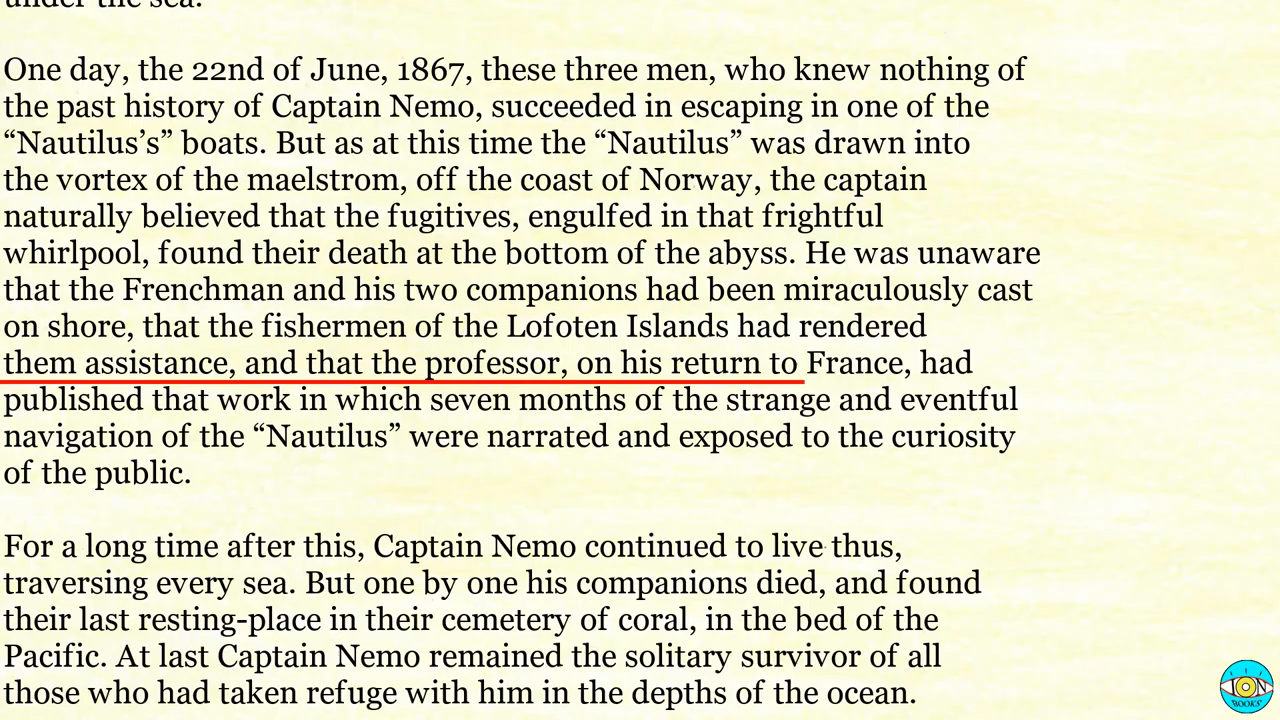 under the sea.
One day, the 22nd of June, 1867, these three men, who knew nothing of
the past history of Captain Nemo, succeeded in escaping in one of the
“Nautilus’s” boats. But as at this time the “Nautilus” was drawn into
the vortex of the maelstrom, off the coast of Norway, the captain
naturally believed that the fugitives, engulfed in that frightful
whirlpool, found their death at the bottom of the abyss. He was unaware
that the Frenchman and his two companions had been miraculously cast
on shore, that the fishermen of the Lofoten Islands had rendered
them assistance, and that the professor, on his return to France, had
published that work in which seven months of the strange and eventful
navigation of the “Nautilus” were narrated and exposed to the curiosity
of the public.
For a long time after this, Captain Nemo continued to live thus,
traversing every sea. But one by one his companions died, and found
their last resting-place in their cemetery of coral, in the bed of the
Pacific. At last Captain Nemo remained the solitary survivor of all
those who had taken refuge with him in the depths of the ocean.
ION
BOOKS